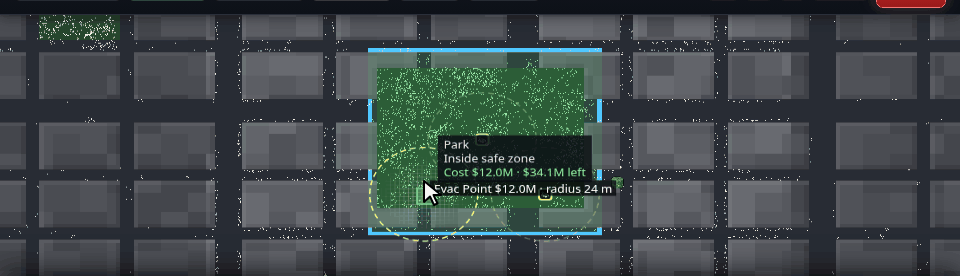 Park
Inside safe zone
Cost $12.0M · $34.1M left
Evac Point $12.0M · radius 24 m